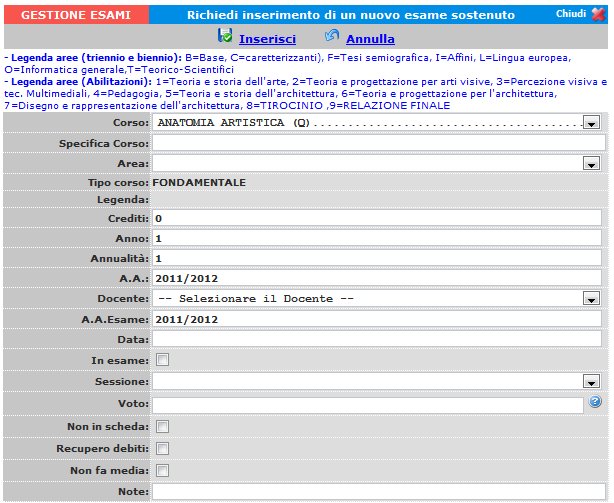 GESTIONE ESAMI Richiedi inserimento di un nuovo esame sostenuto Chiudi
Inserisci Annulla
- Legenda aree (triennio e biennio): B=Base, C=caretterizzanti), F=Tesi semiografica, I=Affini, L=Lingua europea,
O=Informatica generale,T=Teorico-Scientifici
- Legenda aree (Abilitazioni): 1=Teoria e storia dell'arte, 2=Teoria e progettazione per arti visive, 3=Percezione visiva e
tec. Multimediali, 4=Pedagogia, 5=Teoria e storia dell'architettura, 6=Teoria e progettazione per l'architettura,
7=Disegno e rappresentazione dell'architettura, 8=TIROCINIO ,9=RELAZIONE FINALE
Corso: ANATOMIA ARTISTICA (Q).......................................
Specifica Corso:
Area:
Tipo corso: FONDAMENTALE
Legenda:
Crediti: 0
Anno: 1
Annualità: 1
A.A.: 2011/2012
Docente: -- Selezionare il Docente --
A.A.Esame: 2011/2012
Data:
In esame:
Sessione:
Voto:
Non in scheda:
Recupero debiti:
Non fa media:
Note: